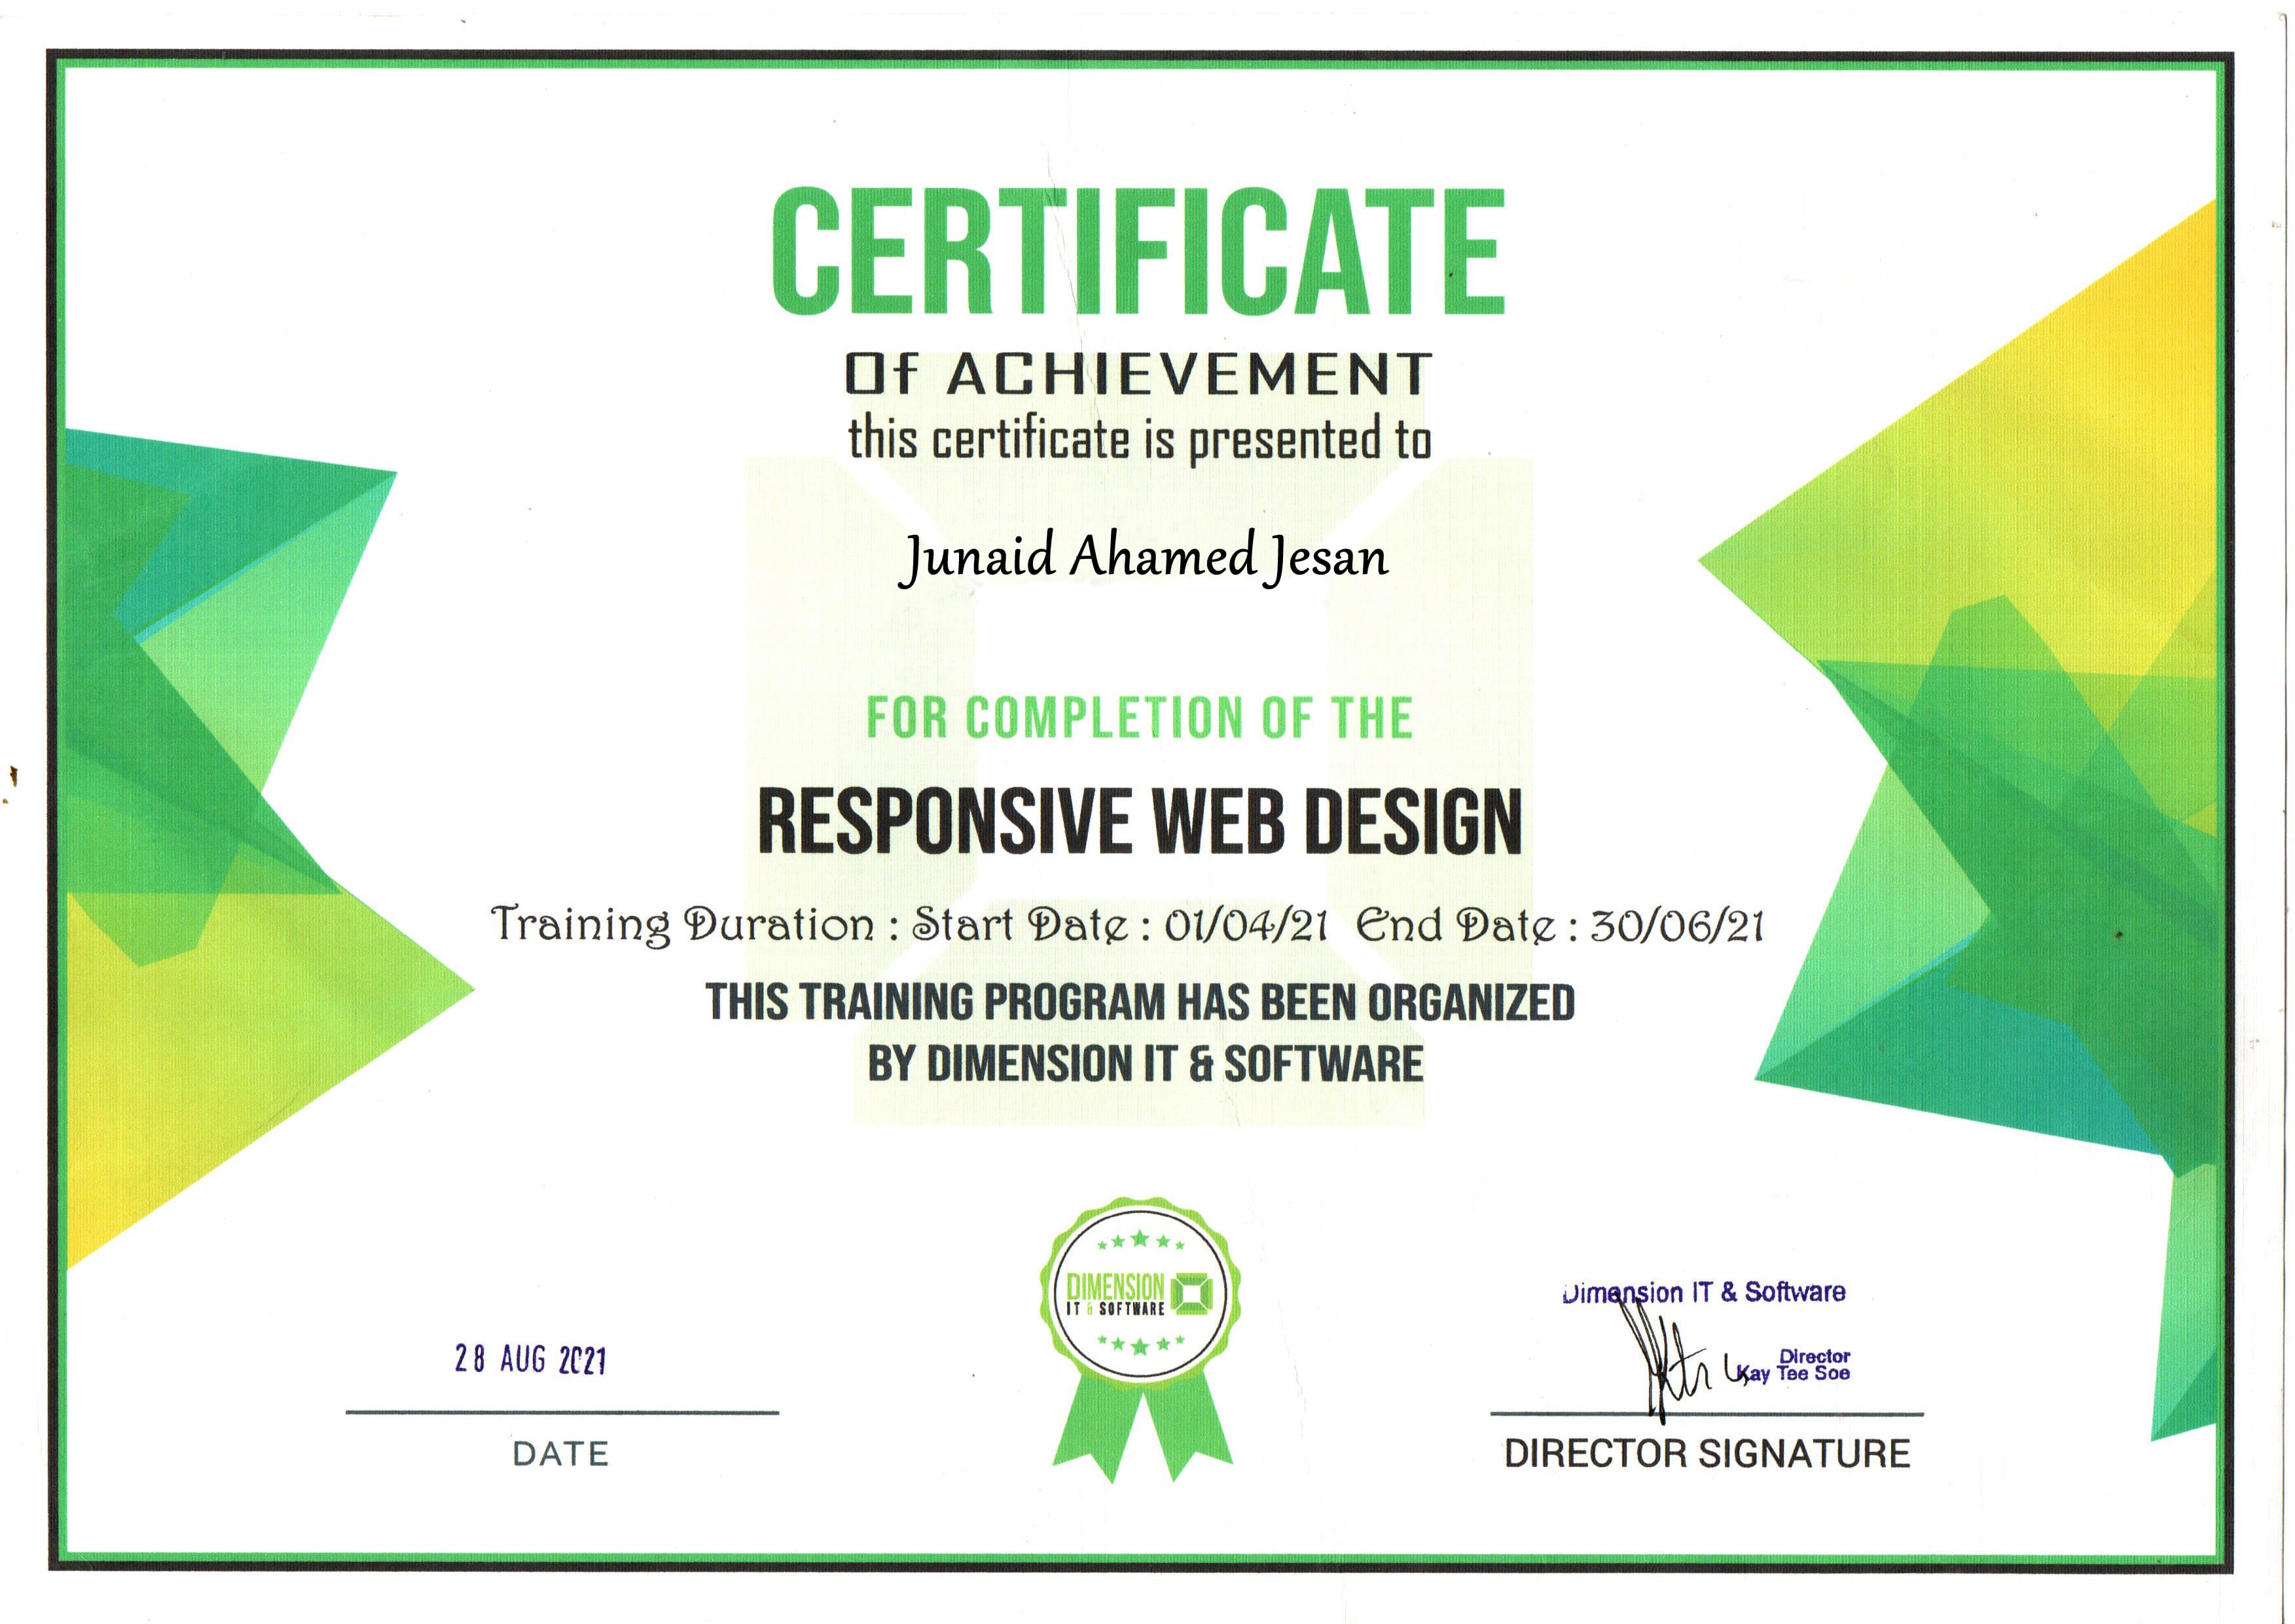 CERTIFICATE
Of ACHIEVEMENT
this certificate is presented to
Junaid Ahamed Jesan
FOR COMPLETION OF THE
RESPONSIVE WEB DESIGN
Training Duration : Start Date : 01/04/21 End Date : 30/06/21
THIS TRAINING PROGRAM HAS BEEN ORGANIZED
BY DIMENSION IT & SOFTWARE
DIMENSION
IT & SOFTWARE
28 AUG 2021
DATE
Dimension IT & Software
Director
Kay Tee Soe
DIRECTOR SIGNATURE